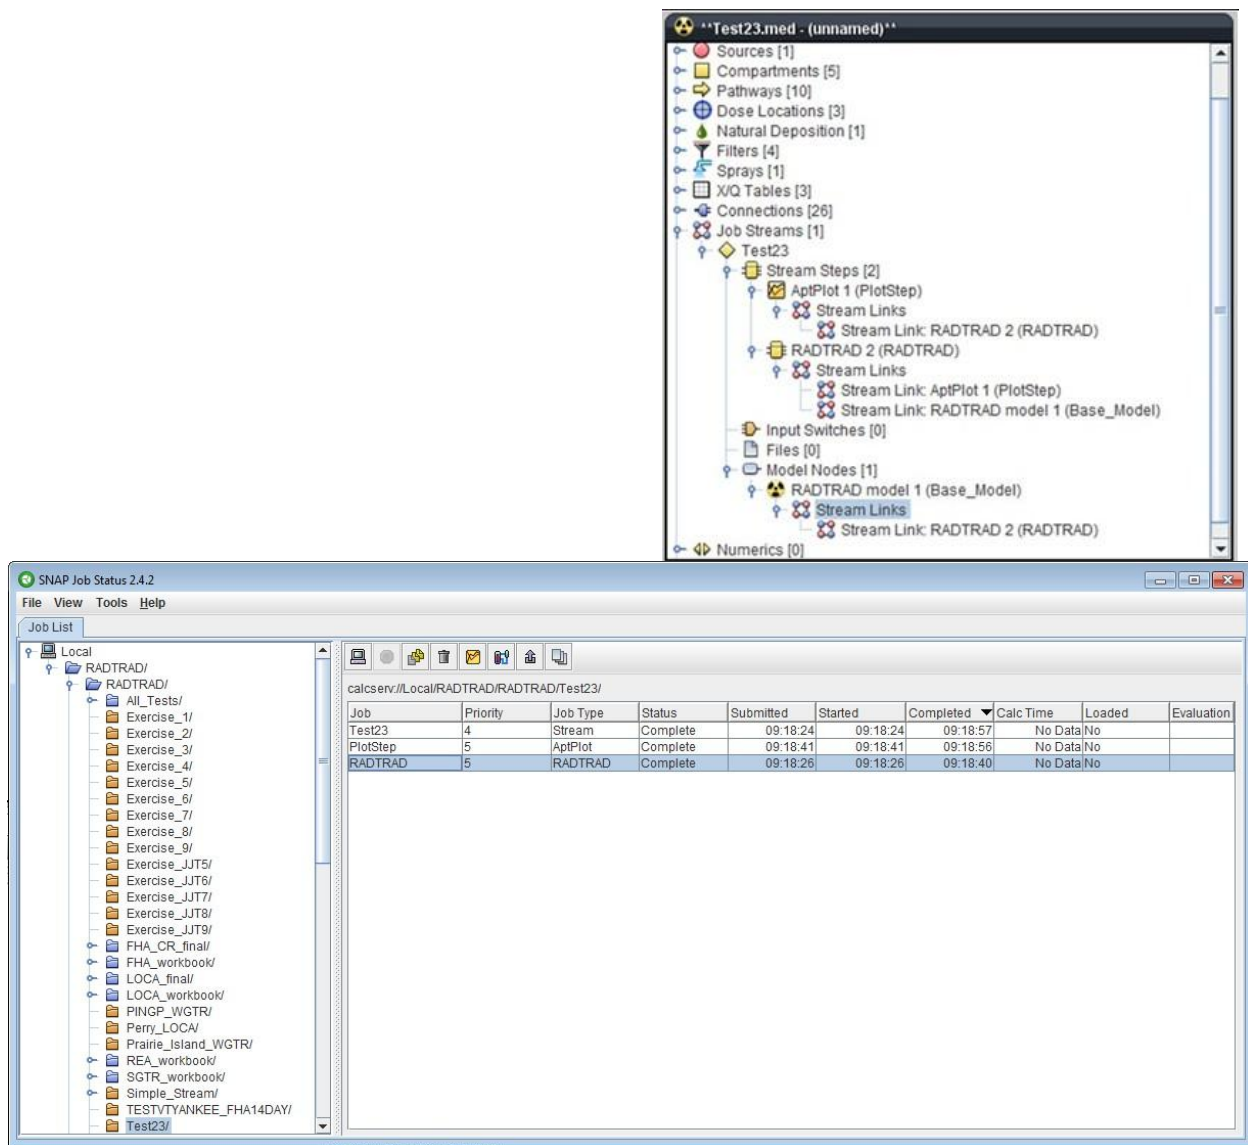 **Test23.med - (unnamed)**
Sources [1]
Compartments [5]
Pathways [10]
Dose Locations [3]
Natural Deposition [1]
Filters [4]
Sprays [1]
X/Q Tables [3]
Connections [26]
Job Streams [1]
Test23
Stream Steps [2]
AptPlot 1 (PlotStep)
Stream Links
Stream Link: RADTRAD 2 (RADTRAD)
RADTRAD 2 (RADTRAD)
Stream Links
Stream Link: AptPlot 1 (PlotStep)
Stream Link: RADTRAD model 1 (Base_Model)
Input Switches [0]
Files [0]
Model Nodes [1]
RADTRAD model 1 (Base_Model)
Stream Links
Stream Link: RADTRAD 2 (RADTRAD)
Numerics [0]
SNAP Job Status 2.4.2
File View Tools Help
Job List
Local
RADTRAD/
RADTRAD/
All_Tests/
Exercise_1/
Exercise_2/
Exercise_3/
Exercise_4/
Exercise_5/
Exercise_6/
Exercise_7/
Exercise_8/
Exercise_9/
Exercise_JJT5/
Exercise_JJT6/
Exercise_JJT7/
Exercise_JJT8/
Exercise_JJT9/
FHA_CR_final/
FHA_workbook/
LOCA_final/
LOCA_workbook/
PINGP_WGTR/
Perry_LOCA/
Prairie_Island_WGTR/
REA_workbook/
SGTR_workbook/
Simple_Stream/
TESTVTYANKEE_FHA14DAY/
Test23/
calcserv://Local/RADTRAD/RADTRAD/Test23/
Job Priority Job Type Status Submitted Started Completed Calc Time Loaded Evaluation
Test23 4 Stream Complete 09:18:24 09:18:24 09:18:57 No Data No
PlotStep 5 AptPlot Complete 09:18:41 09:18:41 09:18:56 No Data No
RADTRAD 5 RADTRAD Complete 09:18:26 09:18:26 09:18:40 No Data No